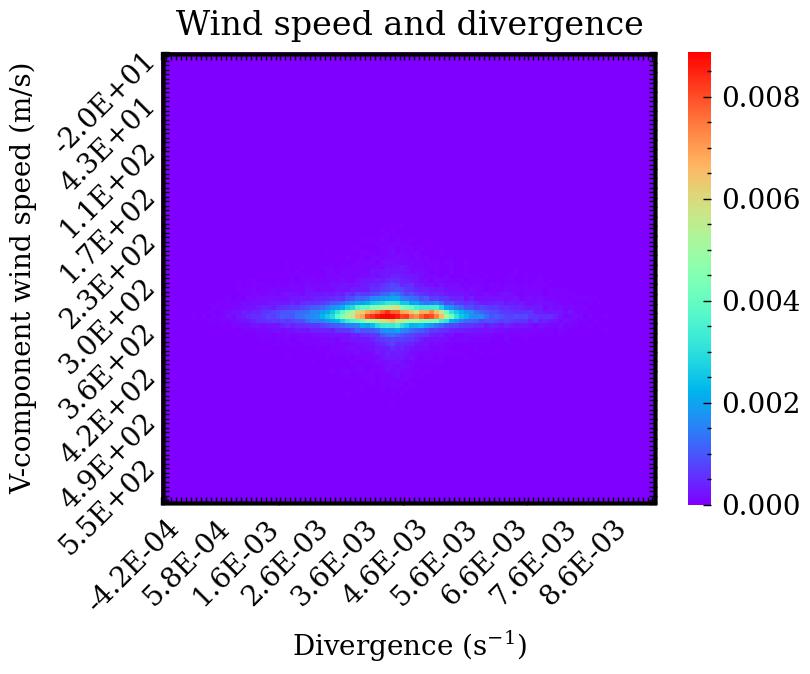 Wind speed and divergence
V-component wind speed (m/s)
-2.0E+01
4.3E+01
1.1E+02
1.7E+02
2.3E+02
3.0E+02
3.6E+02
4.2E+02
4.9E+02
5.5E+02
-4.2E-04
5.8E-04
1.6E-03
2.6E-03
3.6E-03
4.6E-03
5.6E-03
6.6E-03
7.6E-03
8.6E-03
Divergence (s⁻¹)
0.008
0.006
0.004
0.002
0.000